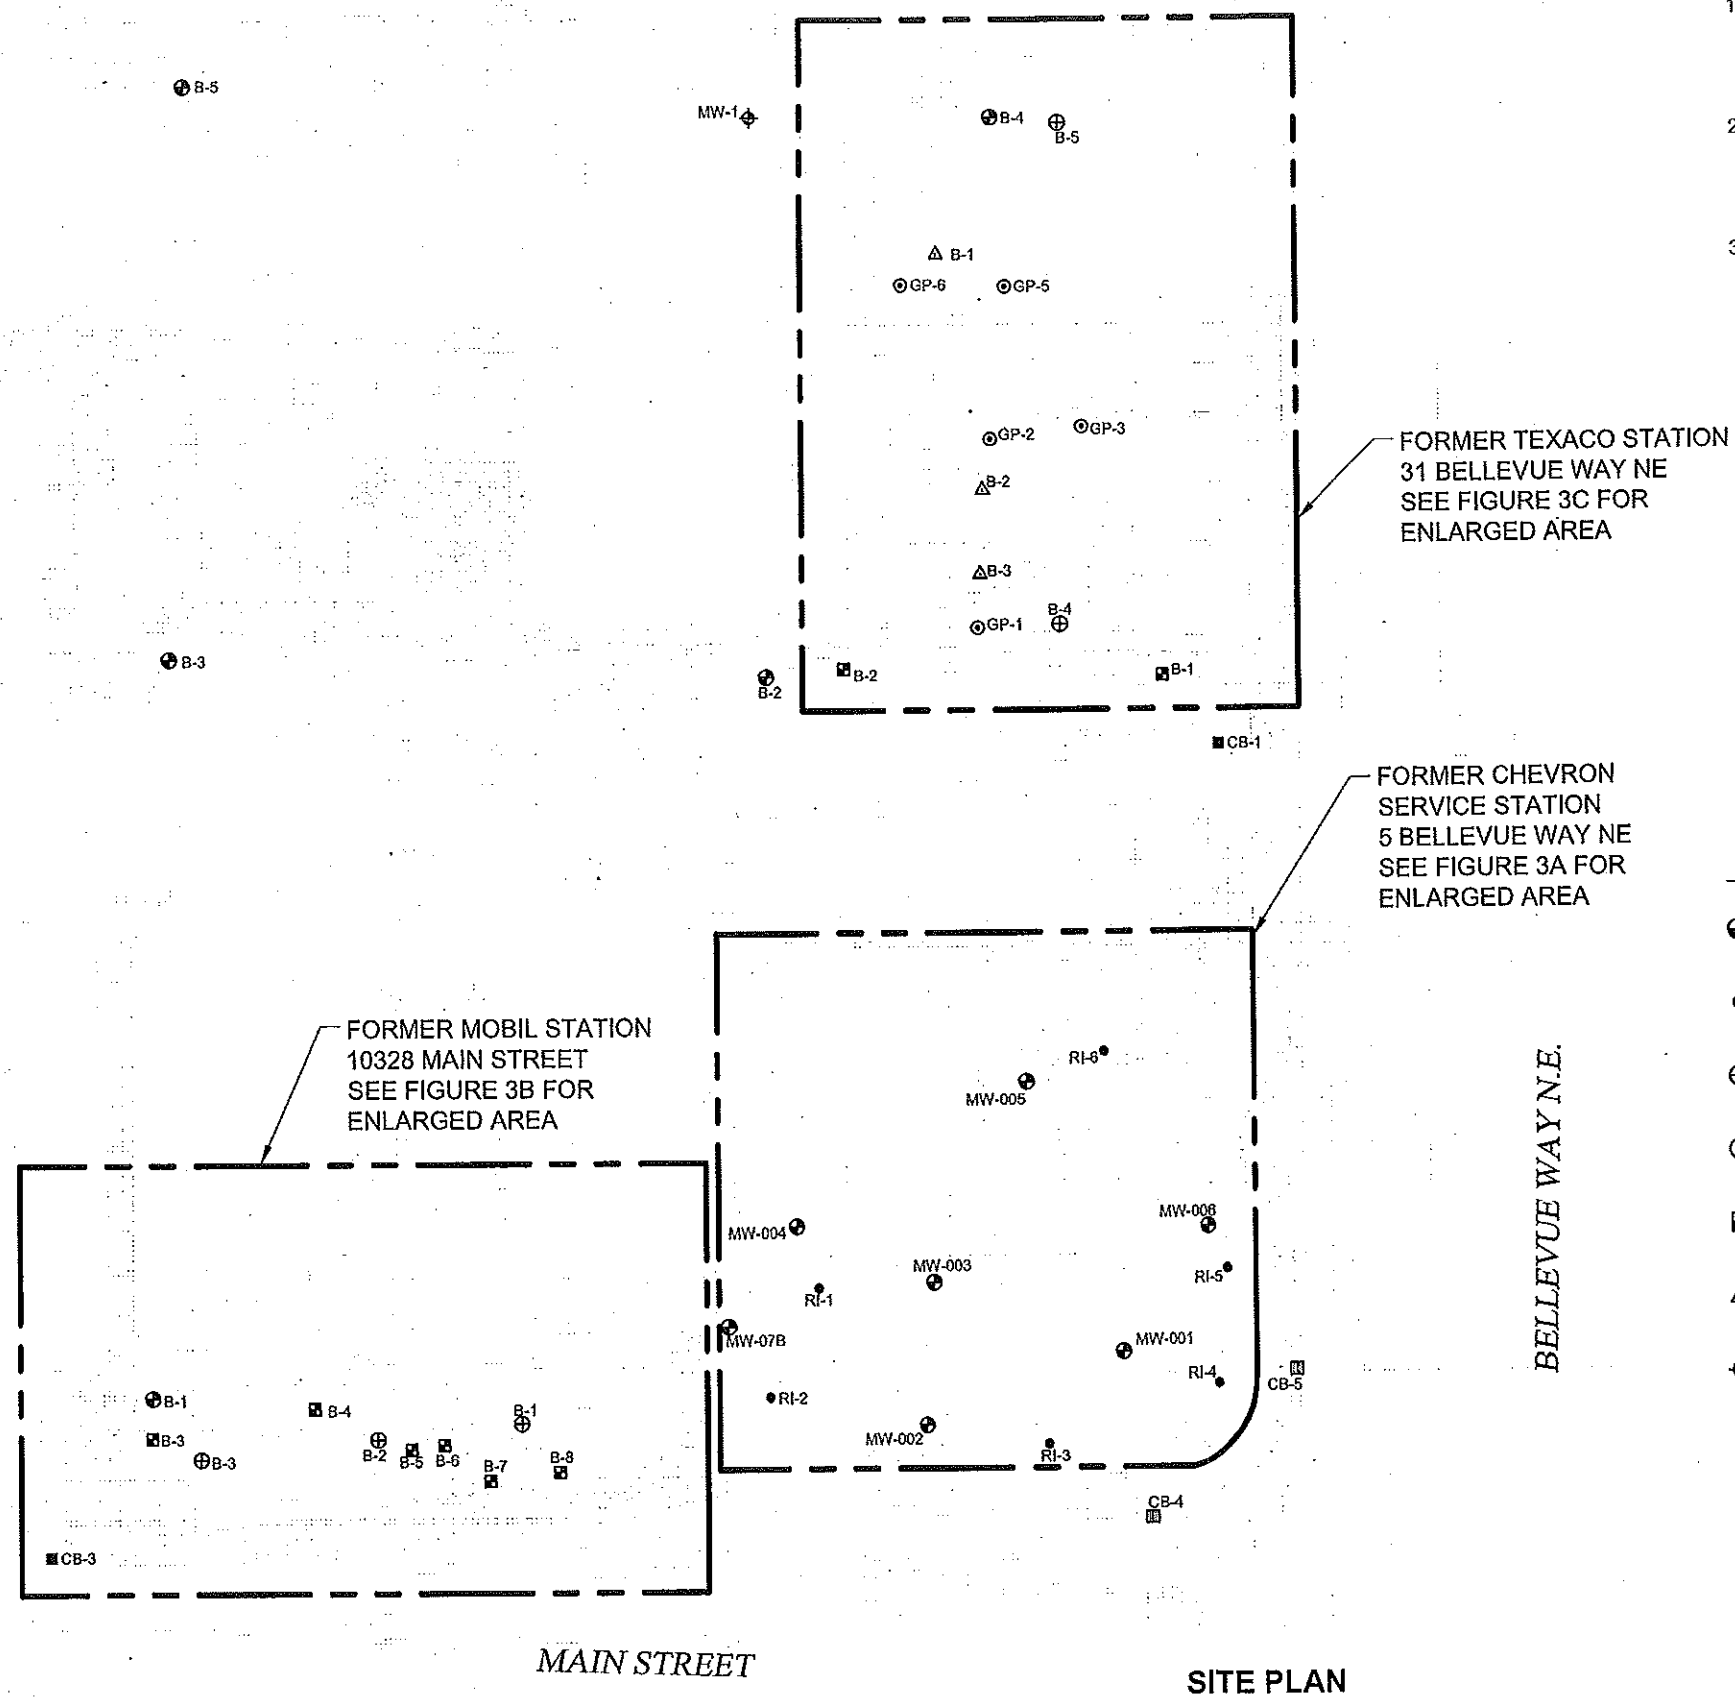 1
B-5
MW-1
B-4
B-5
2
B-1
3
GP-6
GP-5
GP-2
GP-3
FORMER TEXACO STATION
31 BELLEVUE WAY NE
SEE FIGURE 3C FOR
ENLARGED AREA
B-2
B-3
B-4
GP-1
B-3
B-2
B-2
B-1
CB-1
FORMER CHEVRON
SERVICE STATION
5 BELLEVUE WAY NE
SEE FIGURE 3A FOR
ENLARGED AREA
FORMER MOBIL STATION
10328 MAIN STREET
SEE FIGURE 3B FOR
ENLARGED AREA
RI-6
MW-005
BELLEVUE WAY N.E.
MW-004
MW-006
MW-003
RI-5
RI-1
MW-07B
MW-001
RI-4
CB-5
RI-2
B-1
B-4
B-1
B-3
B-2
B-5
B-6
B-7
B-8
B-3
MW-002
RI-3
CB-4
CB-3
MAIN STREET
SITE PLAN